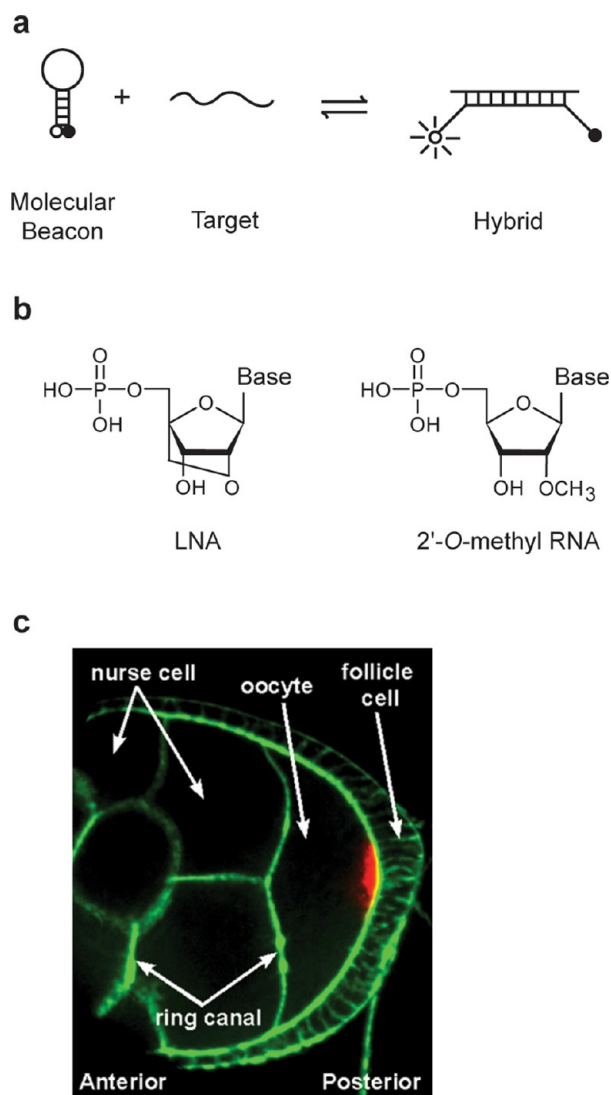 a
+
Molecular
Beacon
Target
Hybrid
b
O
HO P O O Base
OH
OH O
LNA
O
HO P O O Base
OH
OH OCH3
2'-O-methyl RNA
c
nurse cell
oocyte
follicle
cell
ring canal
Anterior
Posterior